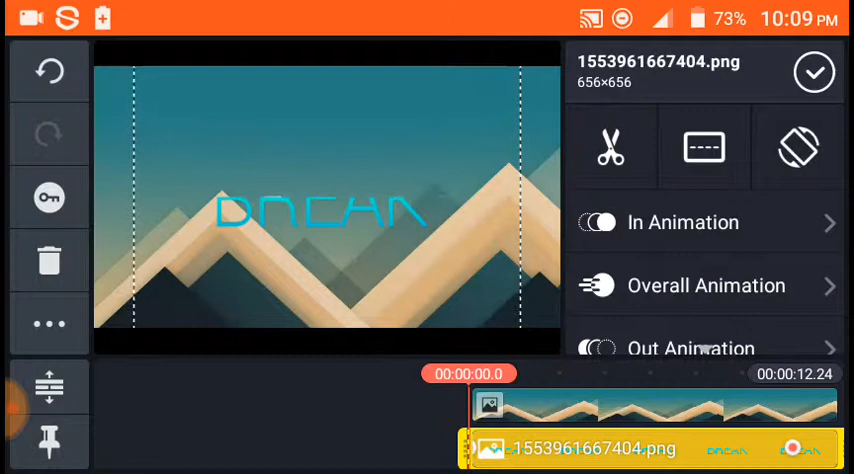 73% 10:09 PM
1553961667404.png
656×656
In Animation
Overall Animation
Out Animation
00:00:00.0
00:00:12.24
1553961667404.png